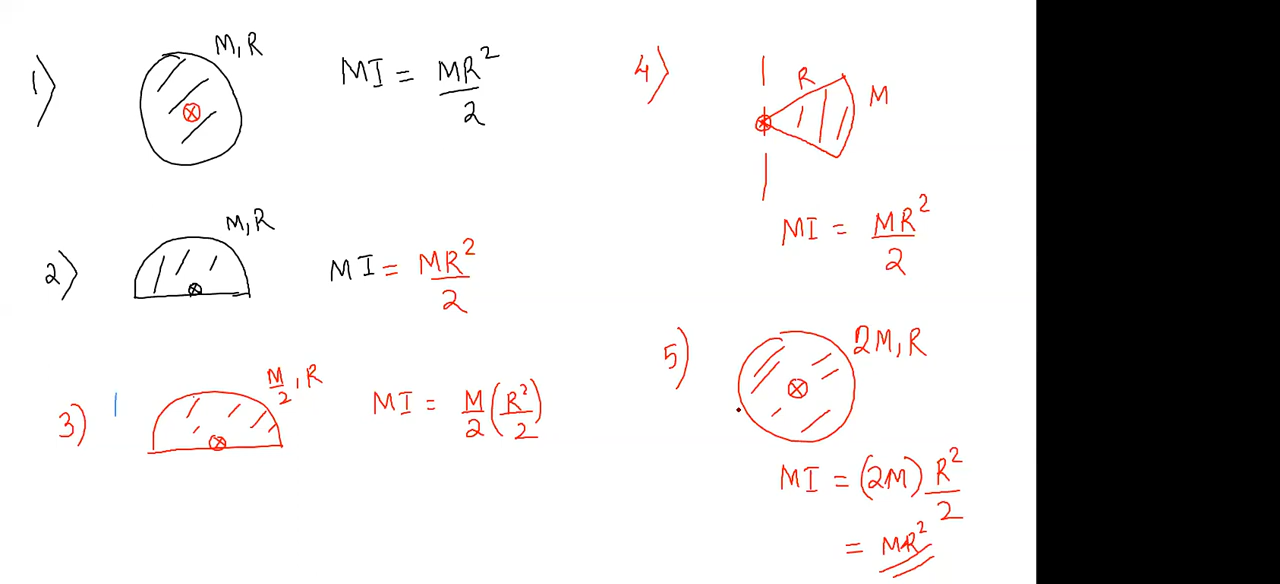 1)
M, R
MI = MR²/2
2)
M, R
MI = MR²/2
3)
M/2, R
MI = M/2 (R²/2)
4)
R
M
MI = MR²/2
5)
2M, R
MI = (2M) R²/2
= MR²